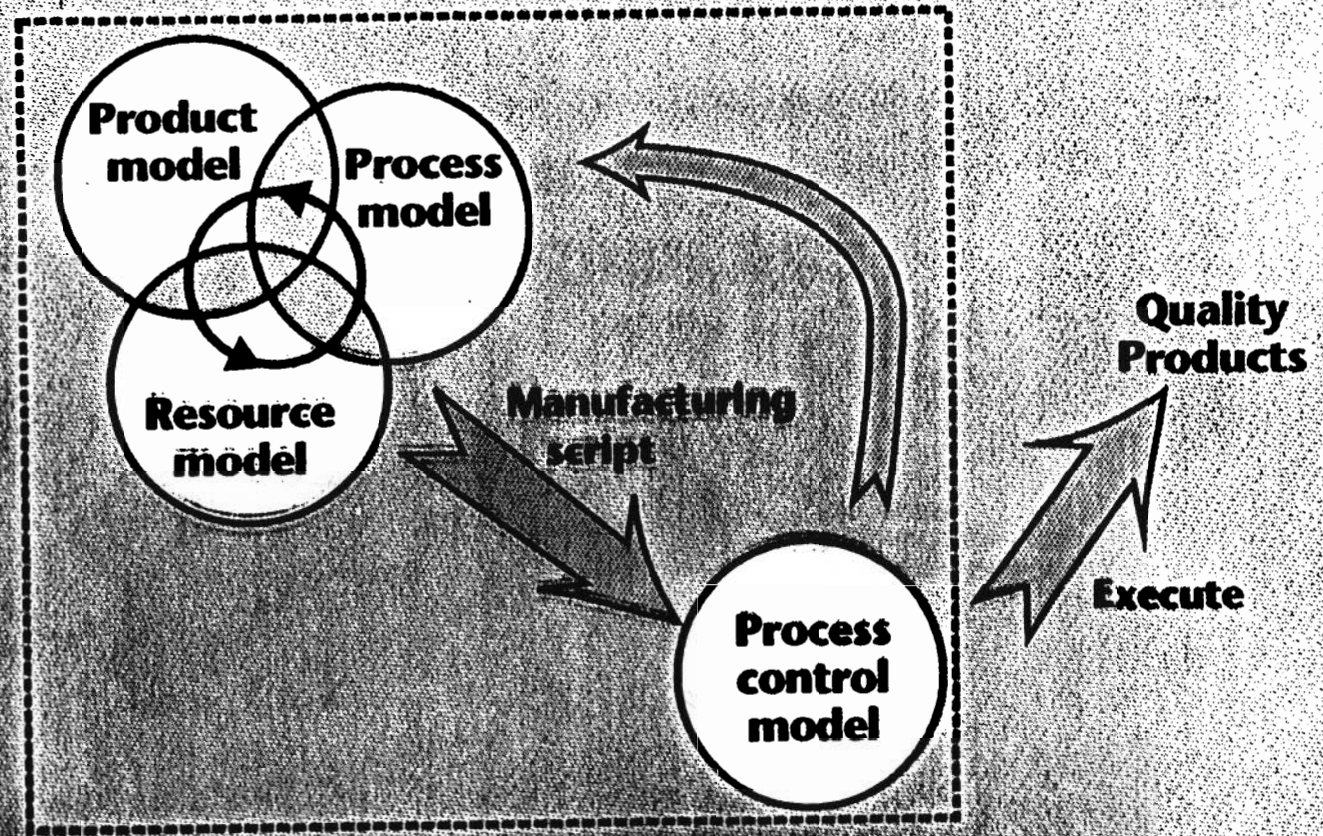 Product
model
Process
model
Resource
model
Manufacturing
script
Process
control
model
Quality
Products
Execute